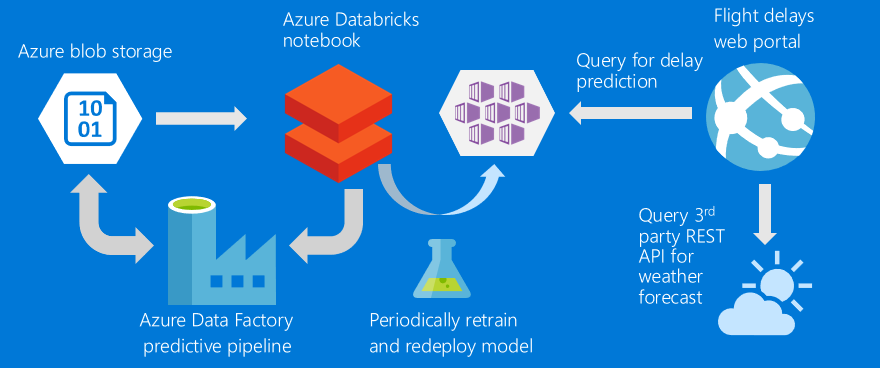 Azure blob storage
10
01
Azure Databricks
notebook
Query for delay
prediction
Flight delays
web portal
Query 3rd
party REST
API for
weather
forecast
Azure Data Factory
predictive pipeline
Periodically retrain
and redeploy model